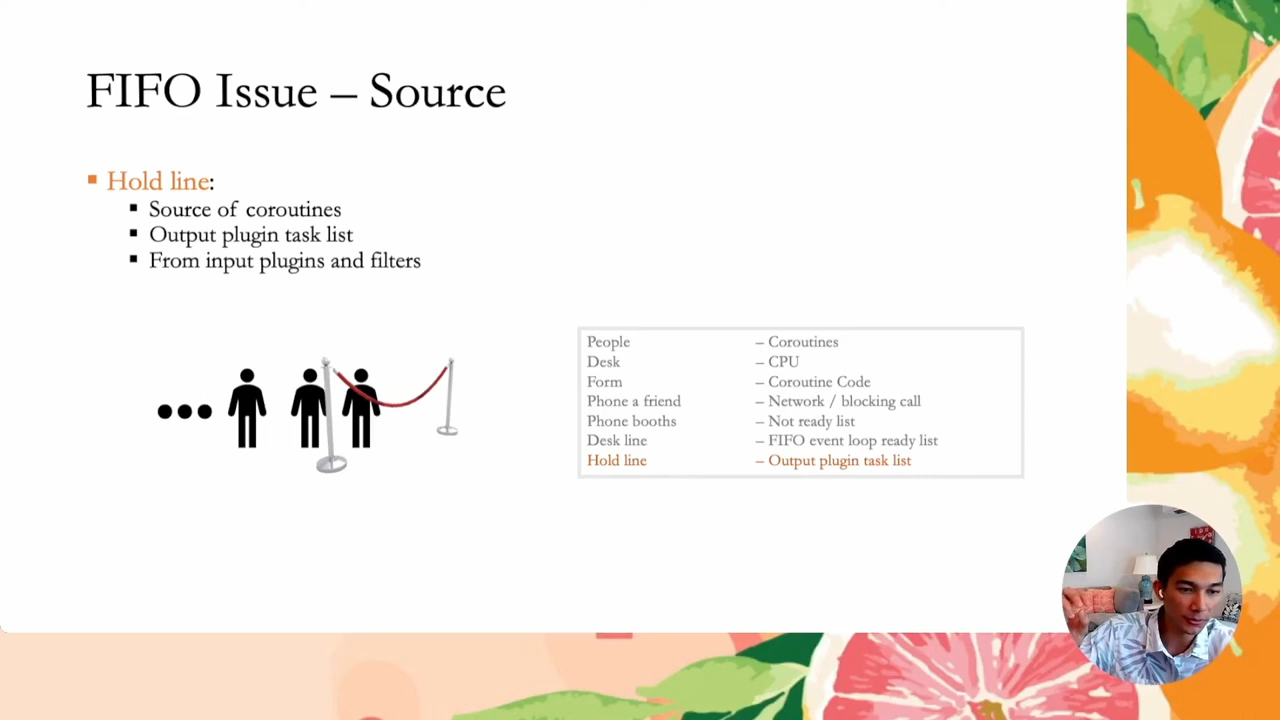 FIFO Issue – Source
▪ Hold line:
▪ Source of coroutines
▪ Output plugin task list
▪ From input plugins and filters
People – Coroutines
Desk – CPU
Form – Coroutine Code
Phone a friend – Network / blocking call
Phone booths – Not ready list
Desk line – FIFO event loop ready list
Hold line – Output plugin task list